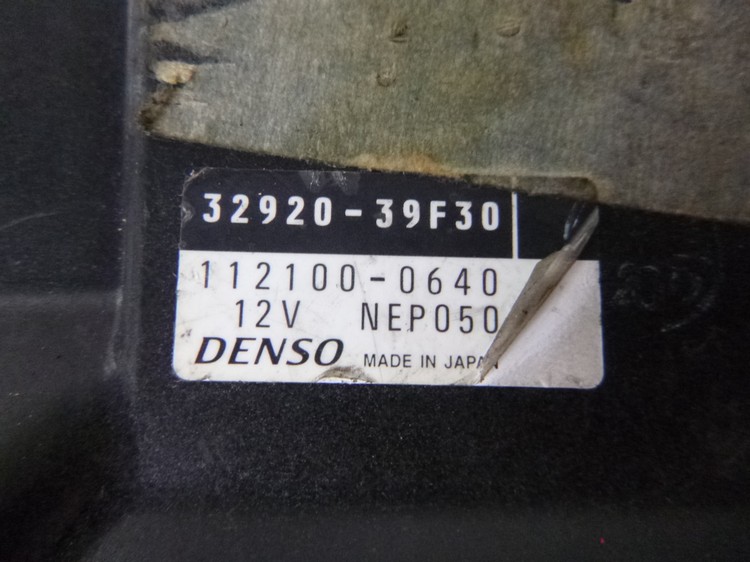 32920-39F30
112100-0640
12V NEP050
DENSO MADE IN JAPAN